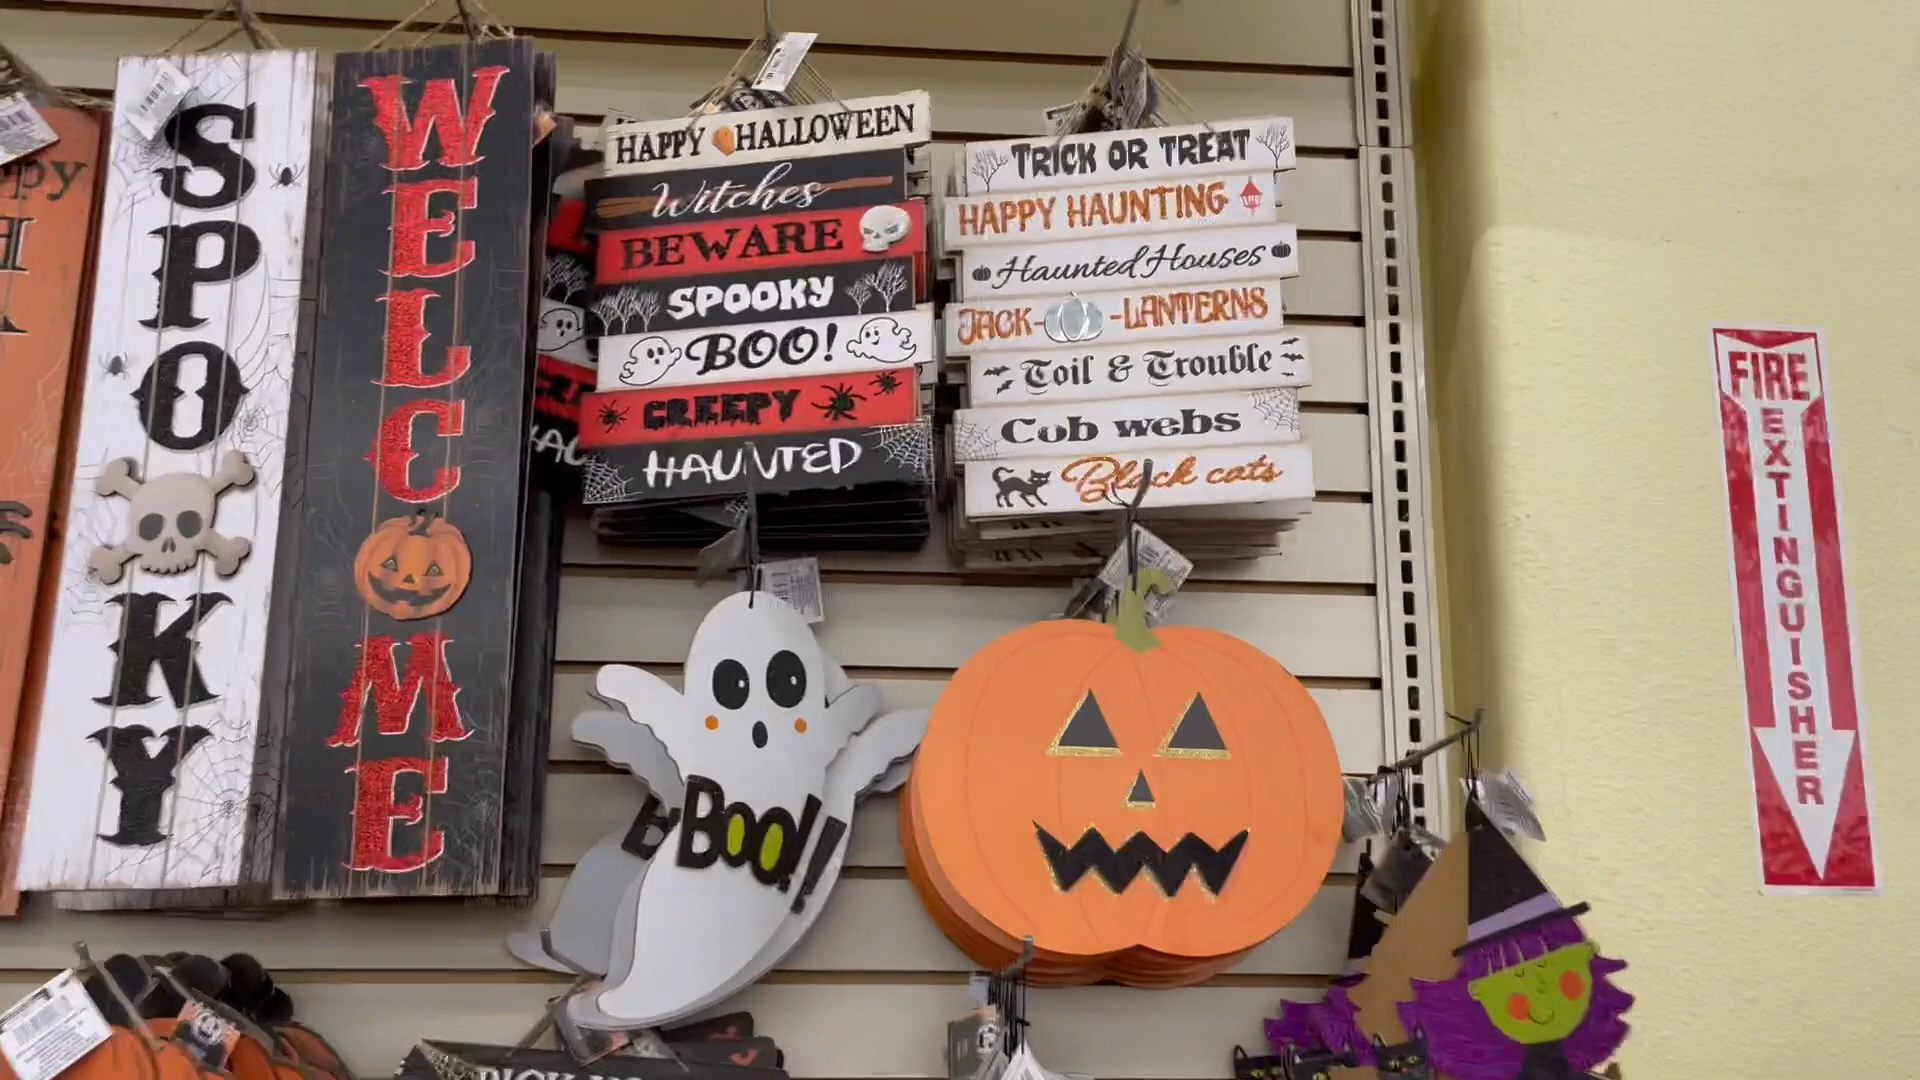 SPOKY
WELCOME
HAPPY HALLOWEEN
Witches
BEWARE
SPOOKY
BOO!
CREEPY
HAUNTED
TRICK OR TREAT
HAPPY HAUNTING
Haunted Houses
JACK-O-LANTERNS
Toil & Trouble
Cob webs
Black cats
Boo!!
FIRE
EXTINGUISHER